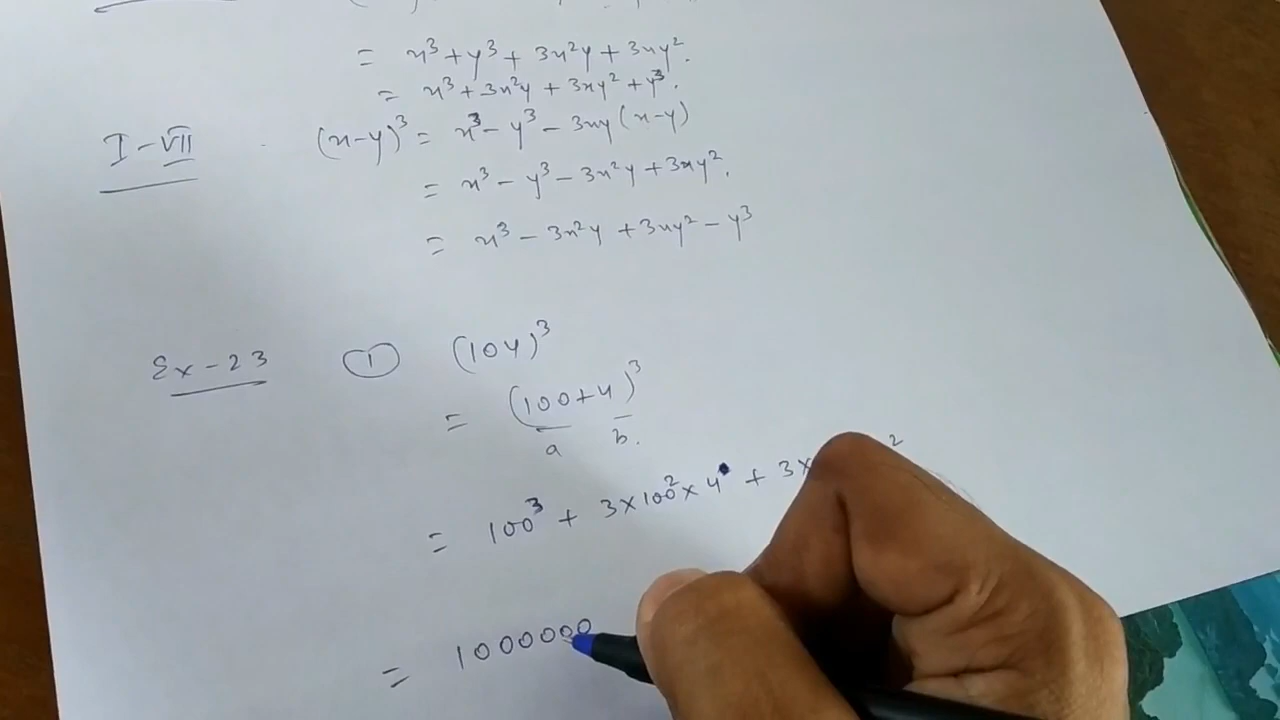 = x³ + y³ + 3x²y + 3xy².
= x³ + 3x²y + 3xy² + y³.
I - VII (x-y)³ = x³ - y³ - 3xy(x-y)
= x³ - y³ - 3x²y + 3xy².
= x³ - 3x²y + 3xy² - y³
Ex - 23 ① (104)³
= (100+4)³
a b.
= 100³ + 3×100²×4 + 3× ²
= 1000000